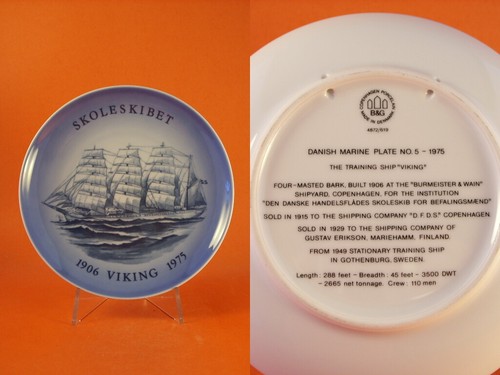 SKOLESKIBET
1906 VIKING 1975
COPENHAGEN PORCELAIN
B&G
MADE IN DENMARK
4872/619
DANISH MARINE PLATE NO. 5 - 1975
THE TRAINING SHIP "VIKING"
FOUR-MASTED BARK, BUILT 1906 AT THE "BURMEISTER & WAIN"
SHIPYARD, COPENHAGEN, FOR THE INSTITUTION
"DEN DANSKE HANDELSFLÅDES SKOLESKIB FOR BEFALINGSMÆND"
SOLD IN 1915 TO THE SHIPPING COMPANY "D.F.D.S." COPENHAGEN.
SOLD IN 1929 TO THE SHIPPING COMPANY OF
GUSTAV ERIKSON, MARIEHAMM, FINLAND.
FROM 1949 STATIONARY TRAINING SHIP
IN GOTHENBURG, SWEDEN.
Length: 288 feet - Breadth: 45 feet - 3500 DWT
- 2665 net tonnage. Crew: 110 men